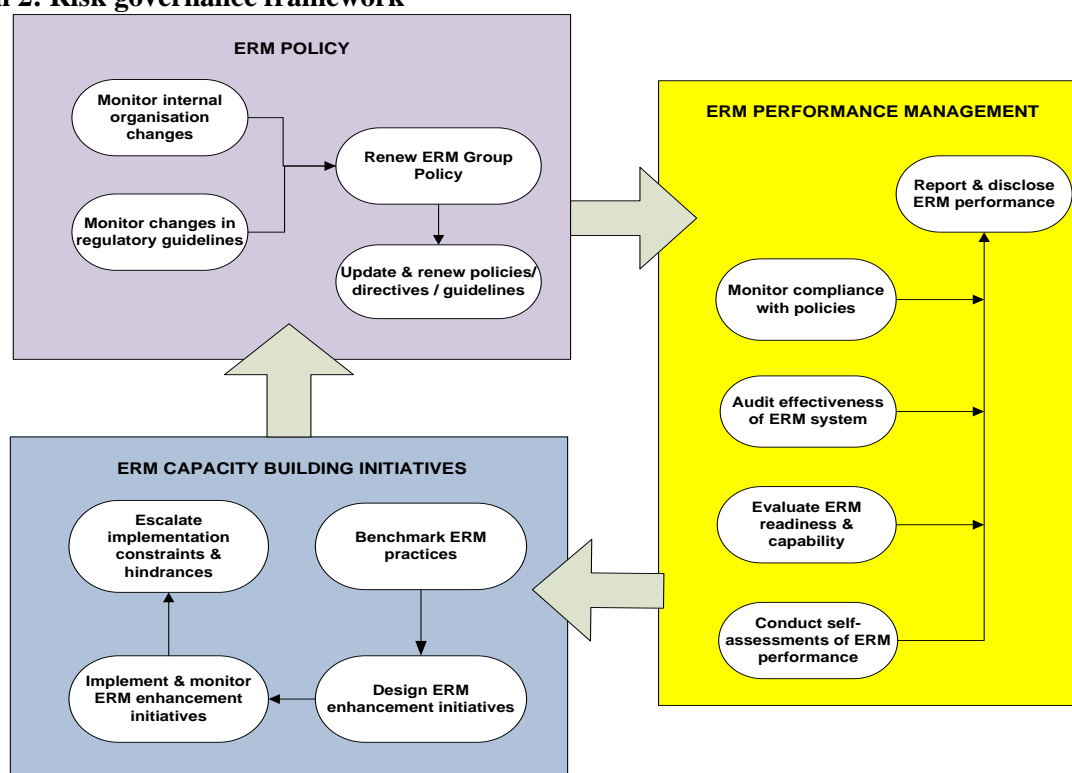 2: Risk governance framework
ERM POLICY
Monitor internal
organisation
changes
Monitor changes in
regulatory guidelines
Renew ERM Group
Policy
Update & renew policies/
directives / guidelines
ERM PERFORMANCE MANAGEMENT
Report & disclose
ERM performance
Monitor compliance
with policies
Audit effectiveness
of ERM system
Evaluate ERM
readiness &
capability
Conduct self-
assessments of ERM
performance
ERM CAPACITY BUILDING INITIATIVES
Escalate
implementation
constraints &
hindrances
Benchmark ERM
practices
Implement & monitor
ERM enhancement
initiatives
Design ERM
enhancement initiatives